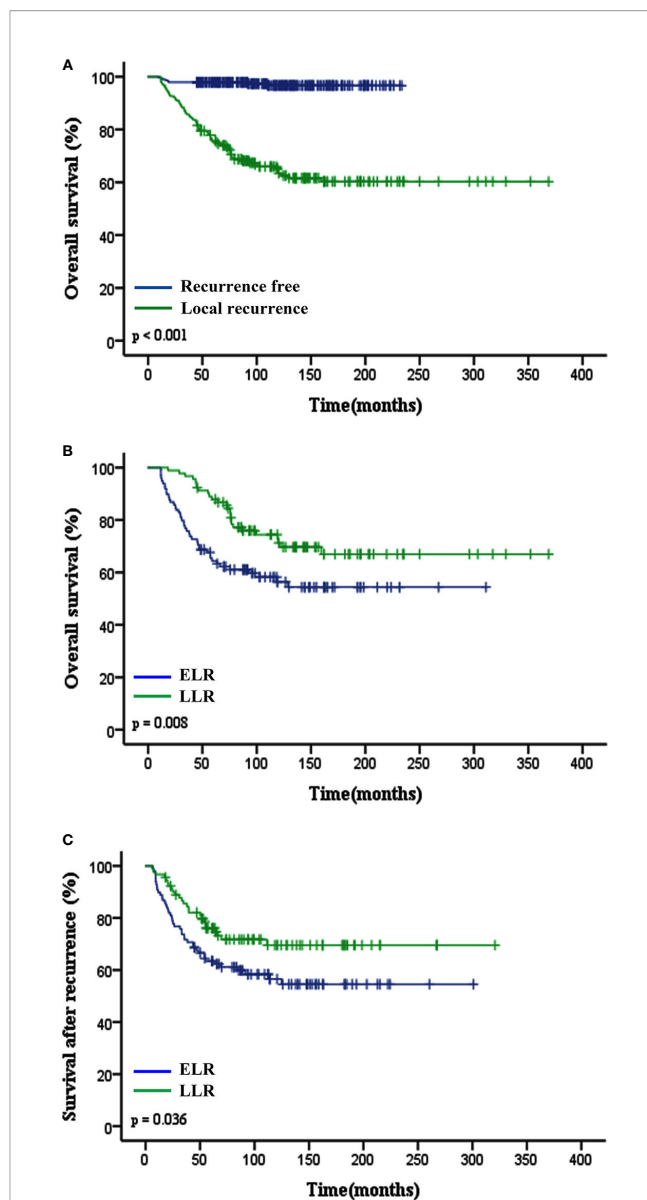 A
100
80
60
40
20
0
Overall survival (%)
Recurrence free
Local recurrence
p < 0.001
0 50 100 150 200 250 300 350 400
Time(months)
B
100
80
60
40
20
0
Overall survival (%)
ELR
LLR
p = 0.008
0 50 100 150 200 250 300 350 400
Time(months)
C
100
80
60
40
20
0
Survival after recurrence (%)
ELR
LLR
p = 0.036
0 50 100 150 200 250 300 350 400
Time(months)